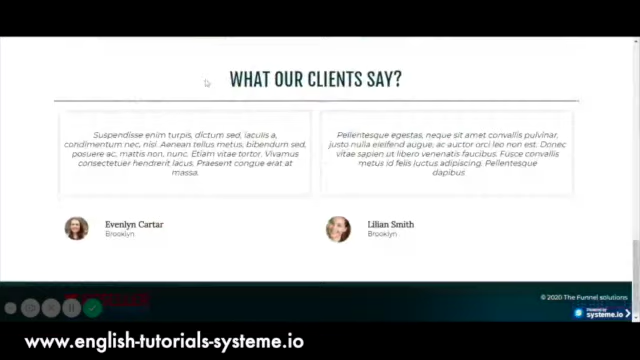 WHAT OUR CLIENTS SAY?
Suspendisse enim turpis, dictum sed, iaculis a,
condimentum nec, nisi. Aenean tellus metus, bibendum sed,
posuere ac, mattis non, nunc. Etiam vitae tortor. Vivamus
consectetuer hendrerit lacus. Praesent congue erat at
massa.
Pellentesque egestas, neque sit amet convallis pulvinar,
justo nulla eleifend augue, ac auctor orci leo non est. Donec
vitae sapien ut libero venenatis faucibus. Fusce convallis
metus id felis luctus adipiscing. Pellentesque
dapibus
Evenlyn Cartar
Brooklyn
Lilian Smith
Brooklyn
© 2020 The Funnel solutions
Powered by
systeme.io
www.english-tutorials-systeme.io